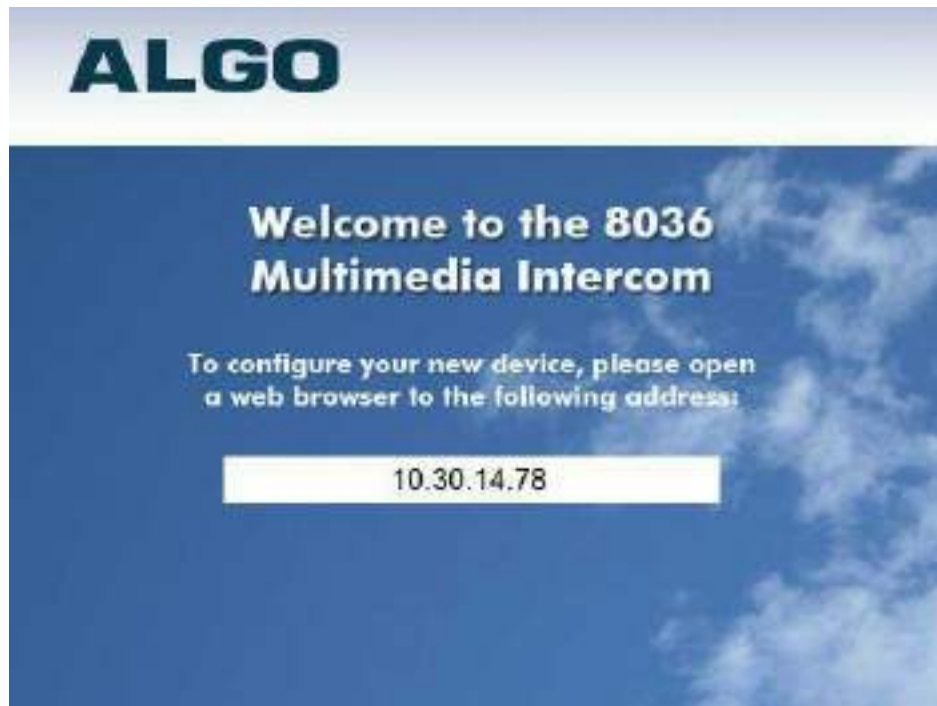 ALGO
Welcome to the 8036
Multimedia Intercom
To configure your new device, please open
a web browser to the following address:
10.30.14.78